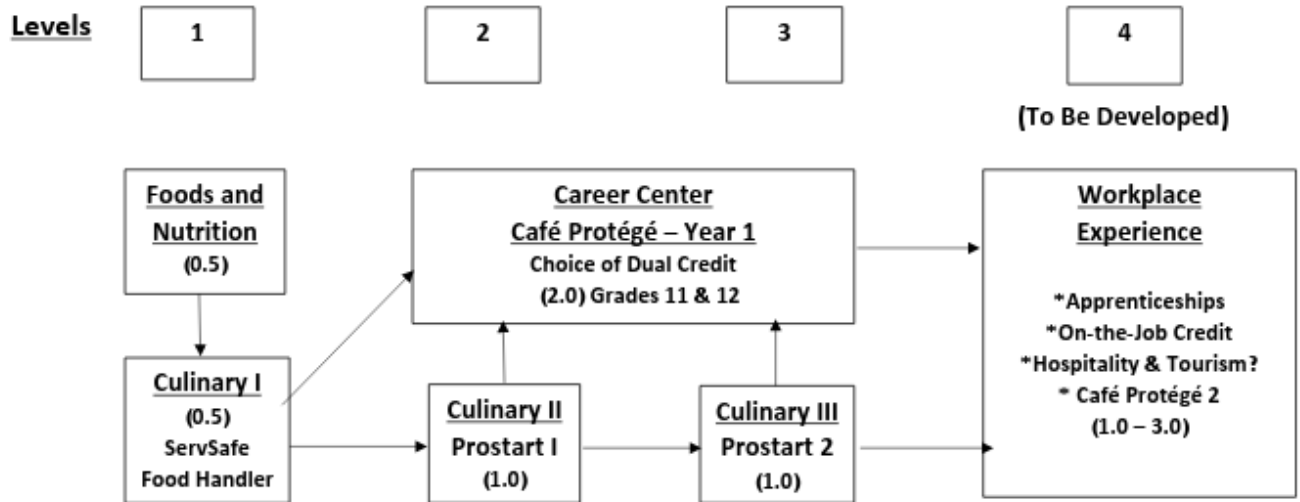 Levels
1
2
3
4
(To Be Developed)
Foods and
Nutrition
(0.5)
Career Center
Café Protégé – Year 1
Choice of Dual Credit
(2.0) Grades 11 & 12
Workplace
Experience
*Apprenticeships
*On-the-Job Credit
*Hospitality & Tourism?
* Café Protégé 2
(1.0 – 3.0)
Culinary I
(0.5)
ServSafe
Food Handler
Culinary II
Prostart I
(1.0)
Culinary III
Prostart 2
(1.0)